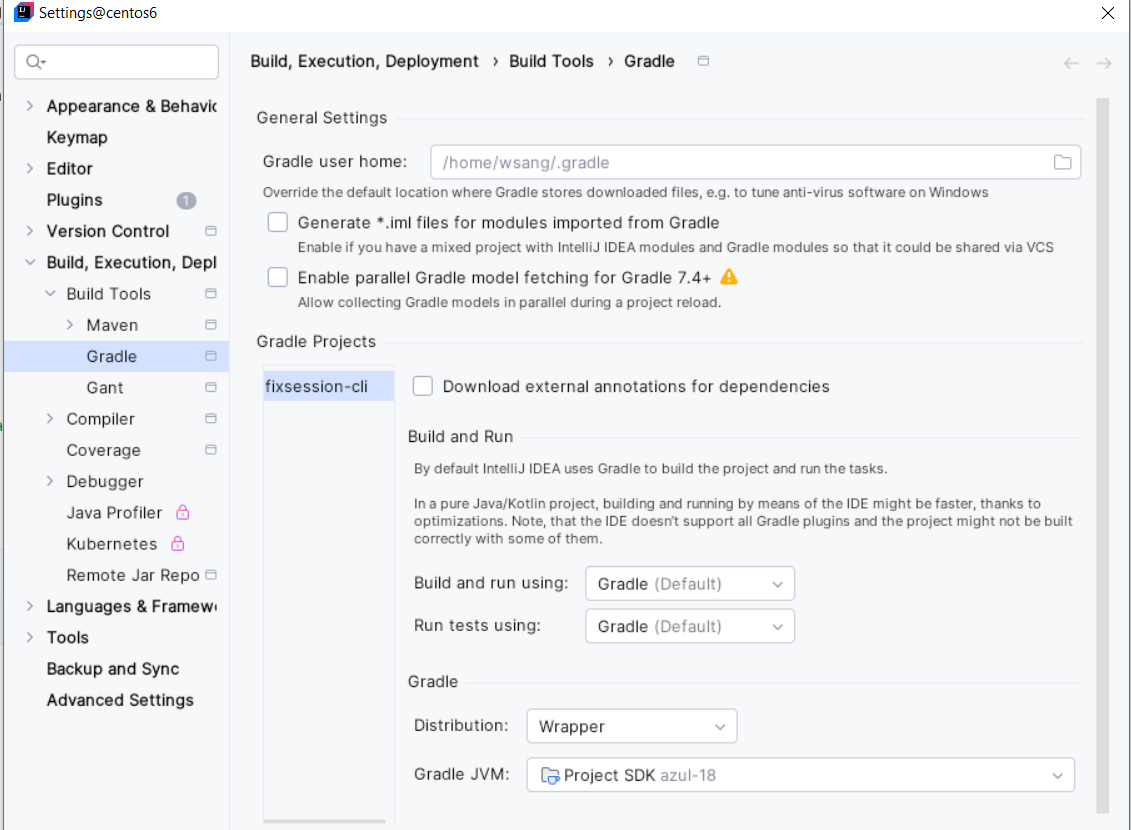 Settings@centos6
Build, Execution, Deployment › Build Tools › Gradle
Appearance & Behavio
Keymap
Editor
Plugins 1
Version Control
Build, Execution, Depl
Build Tools
Maven
Gradle
Gant
Compiler
Coverage
Debugger
Java Profiler
Kubernetes
Remote Jar Repo
Languages & Framew
Tools
Backup and Sync
Advanced Settings
General Settings
Gradle user home: /home/wsang/.gradle
Override the default location where Gradle stores downloaded files, e.g. to tune anti-virus software on Windows
Generate *.iml files for modules imported from Gradle
Enable if you have a mixed project with IntelliJ IDEA modules and Gradle modules so that it could be shared via VCS
Enable parallel Gradle model fetching for Gradle 7.4+
Allow collecting Gradle models in parallel during a project reload.
Gradle Projects
fixsession-cli
Download external annotations for dependencies
Build and Run
By default IntelliJ IDEA uses Gradle to build the project and run the tasks.
In a pure Java/Kotlin project, building and running by means of the IDE might be faster, thanks to
optimizations. Note, that the IDE doesn't support all Gradle plugins and the project might not be built
correctly with some of them.
Build and run using: Gradle (Default)
Run tests using: Gradle (Default)
Gradle
Distribution: Wrapper
Gradle JVM: Project SDK azul-18